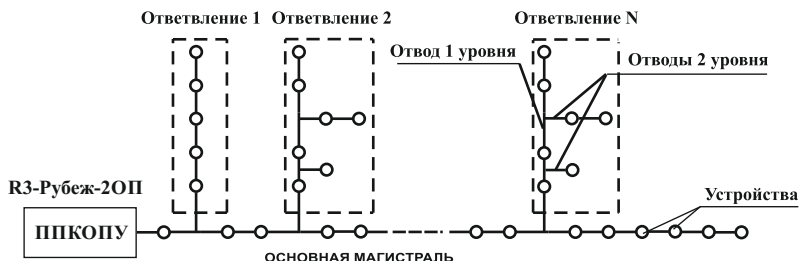 Ответвление 1
Ответвление 2
Ответвление N
Отвод 1 уровня
Отводы 2 уровня
R3-Рубеж-2ОП
ППКОПУ
Устройства
ОСНОВНАЯ МАГИСТРАЛЬ